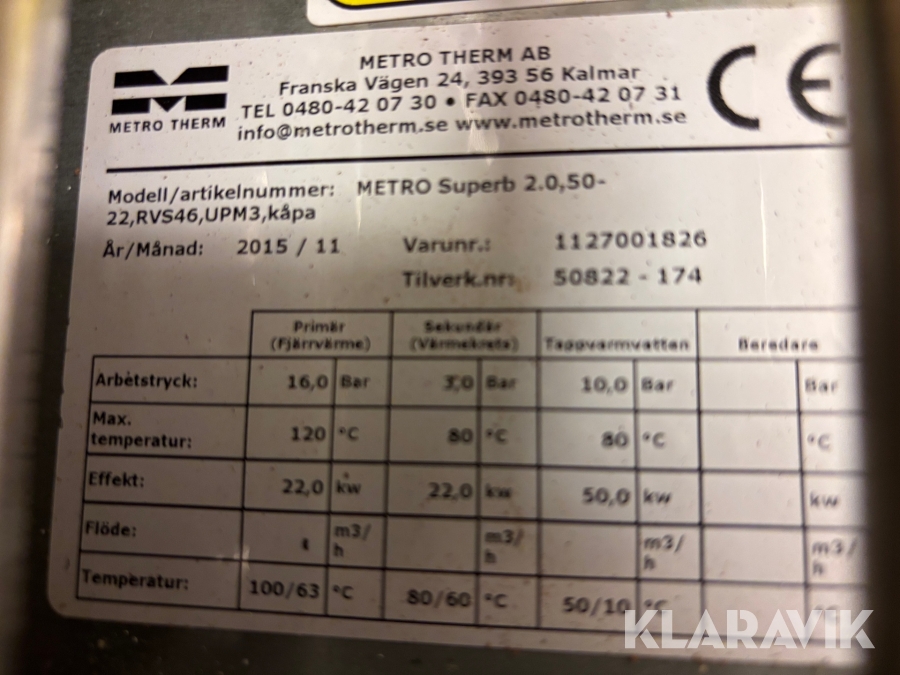 METRO THERM
METRO THERM AB
Franska Vägen 24, 393 56 Kalmar
TEL 0480-42 07 30 • FAX 0480-42 07 31
info@metrotherm.se www.metrotherm.se
CE
Modell/artikelnummer: METRO Superb 2.0,50-
22,RVS46,UPM3,kåpa
År/Månad: 2015 / 11 Varunr.: 1127001826
Tilverk.nr: 50822 - 174
Primär Sekundär
(Fjärrvärme) (Värmekrets) Tappvarmvatten Beredare
Arbetstryck: 16,0 Bar 3,0 Bar 10,0 Bar Bar
Max.
temperatur: 120 °C 80 °C 80 °C °C
Effekt: 22,0 kw 22,0 kw 50,0 kw kw
Flöde: m3/ m3/ m3/ m3/
h h h h
Temperatur: 100/63 °C 80/60 °C 50/10 °C
KLARAVIK